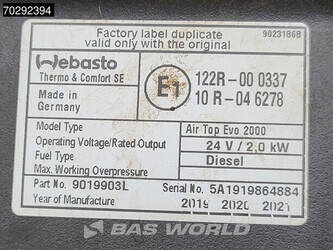 70292394
Factory label duplicate
valid only with the original
9023186B
Webasto
Thermo & Comfort SE
Made in
Germany
E1
122R-00 0337
10 R-04 6278
Model Type Air Top Evo 2000
Operating Voltage/Rated Output 24 V / 2,0 kW
Fuel Type Diesel
Max. Working Overpressure
Part No. 9019903L Serial No. 5A1919864884
Year of Manufacture 2019 2020 2021
BAS WORLD